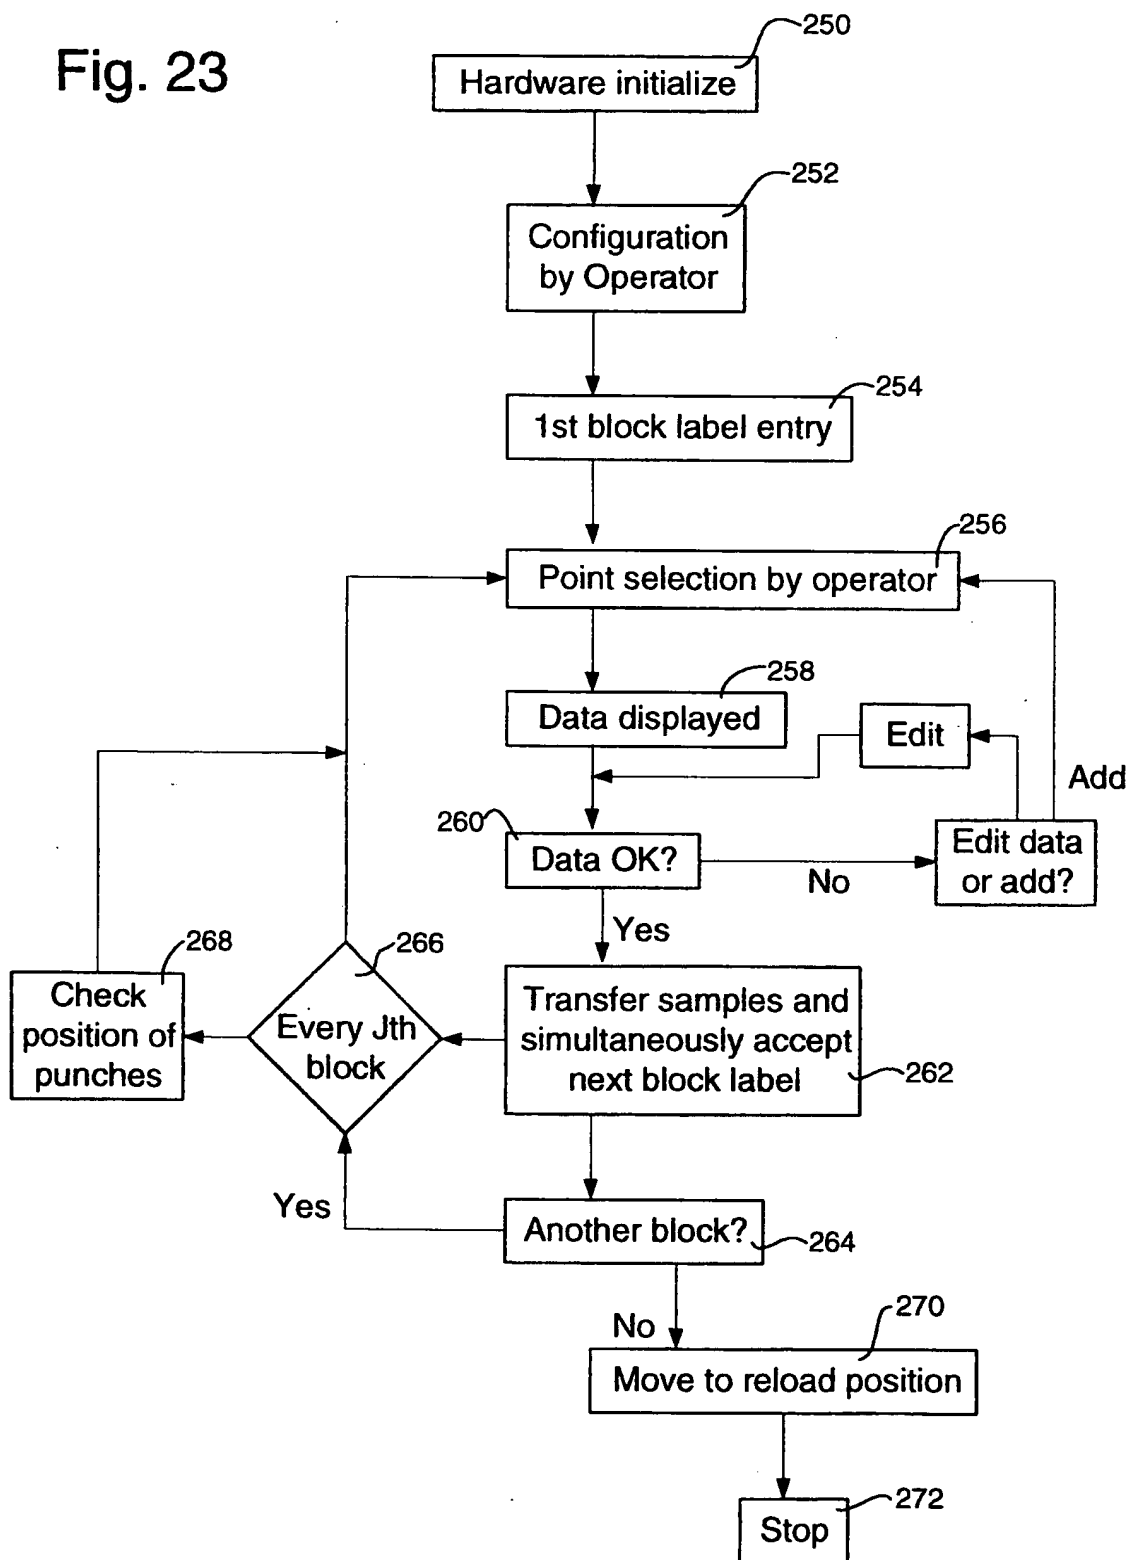 Fig. 23
250
Hardware initialize
252
Configuration
by Operator
254
1st block label entry
256
Point selection by operator
258
Data displayed
Edit
Add
260
Data OK?
No
Edit data
or add?
Yes
268
266
Check
position of
punches
Every Jth
block
Transfer samples and
simultaneously accept
next block label
262
Yes
Another block?
264
No
270
Move to reload position
272
Stop